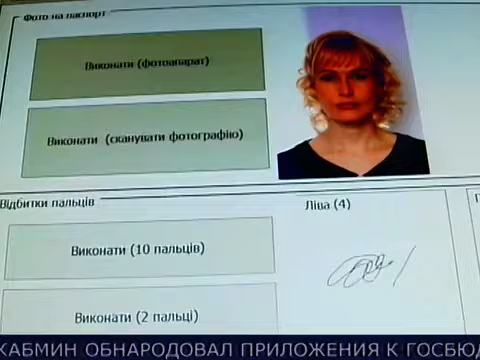 Фото на паспорт
Виконати (фотоапарат)
Виконати (сканувати фотографію)
Відбитки пальців
Ліва (4)
Виконати (10 пальців)
Виконати (2 пальці)
КАБМИН ОБНАРОДОВАЛ ПРИЛОЖЕНИЯ К ГОСБЮД